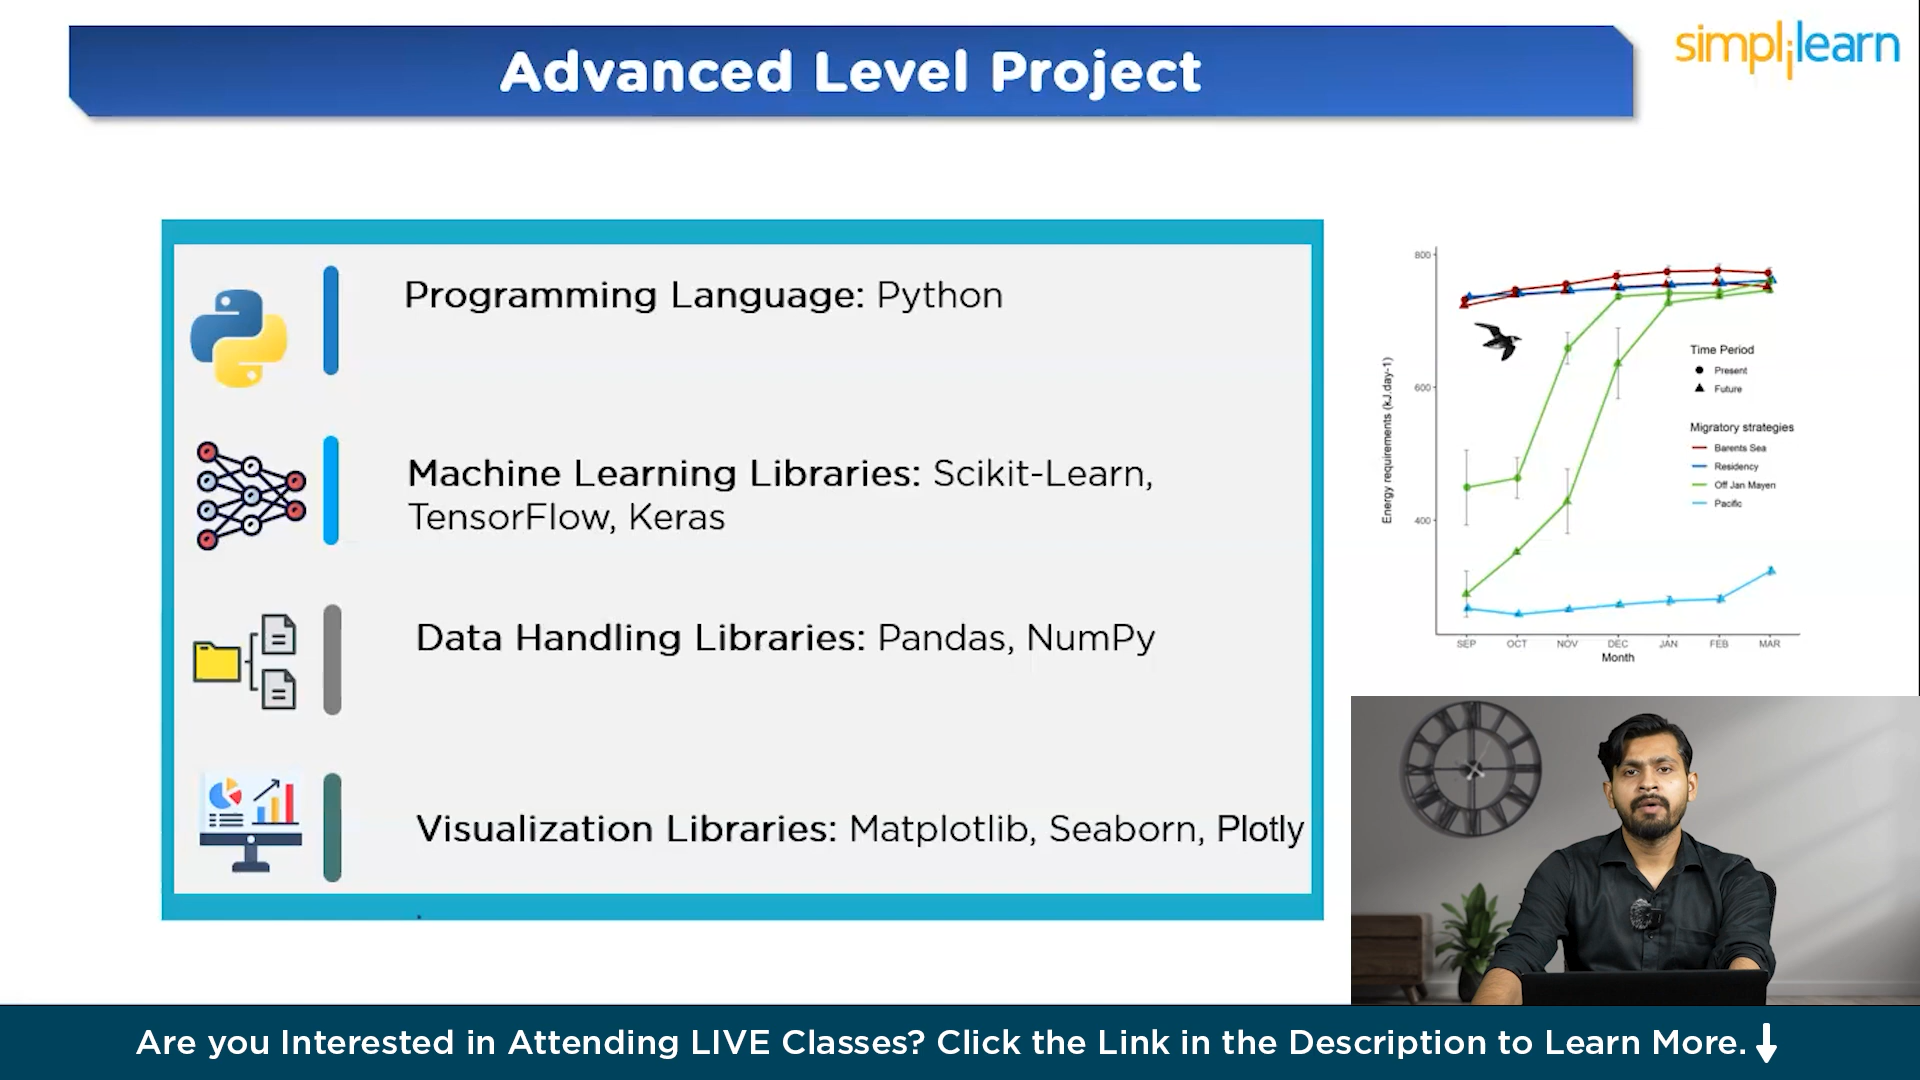 Advanced Level Project
simplilearn
Programming Language: Python
Machine Learning Libraries: Scikit-Learn,
TensorFlow, Keras
Data Handling Libraries: Pandas, NumPy
Visualization Libraries: Matplotlib, Seaborn, Plotly
800
600
400
Energy requirements (kJ.day-1)
Time Period
Present
Future
Migratory strategies
Barents Sea
Residency
Off Jan Mayen
Pacific
SEP OCT NOV DEC JAN FEB MAR
Month
Are you Interested in Attending LIVE Classes? Click the Link in the Description to Learn More.